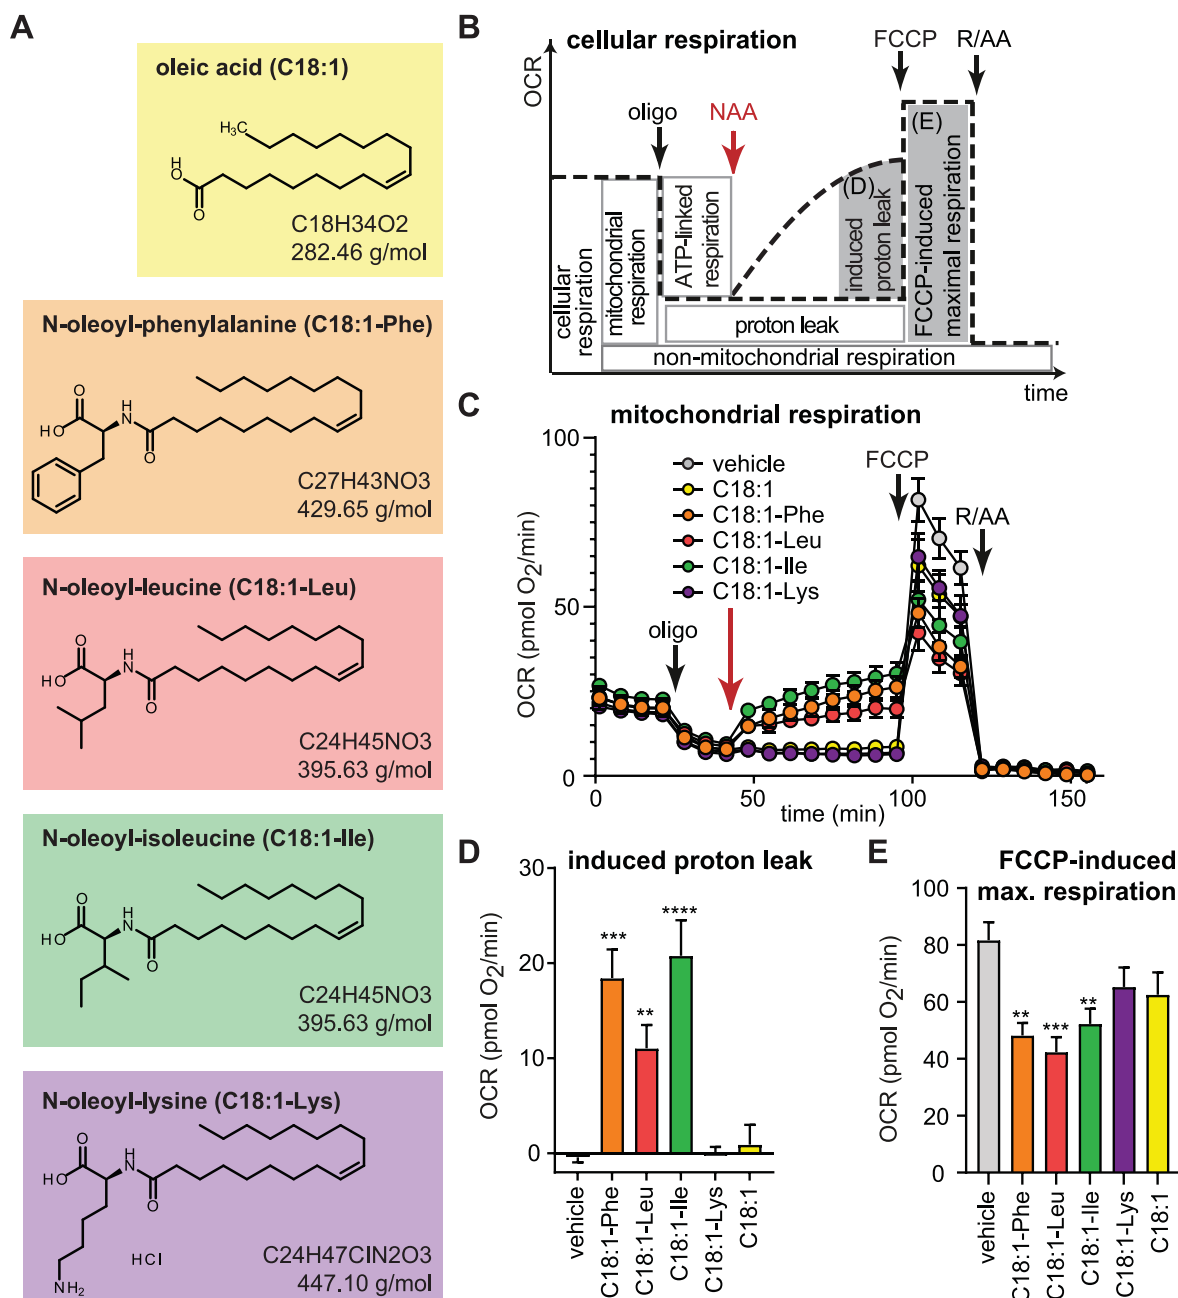 A
oleic acid (C18:1)
H₃C
H
O
O
C18H34O2
282.46 g/mol
N-oleoyl-phenylalanine (C18:1-Phe)
O
H
N
HO
O
C27H43NO3
429.65 g/mol
N-oleoyl-leucine (C18:1-Leu)
O
H
N
HO
O
C24H45NO3
395.63 g/mol
N-oleoyl-isoleucine (C18:1-Ile)
O
H
N
HO
O
C24H45NO3
395.63 g/mol
N-oleoyl-lysine (C18:1-Lys)
O
H
N
HO
O
HCl
NH₂
C24H47ClN2O3
447.10 g/mol
B
cellular respiration
FCCP
R/AA
OCR
oligo
NAA
(E)
(D)
cellular
respiration
mitochondrial
respiration
ATP-linked
respiration
induced
proton leak
FCCP-induced
maximal respiration
proton leak
non-mitochondrial respiration
time
C
mitochondrial respiration
100
50
0
OCR (pmol O₂/min)
vehicle
C18:1
C18:1-Phe
C18:1-Leu
C18:1-Ile
C18:1-Lys
FCCP
R/AA
oligo
0
50
100
150
time (min)
D
induced proton leak
30
20
10
0
OCR (pmol O₂/min)
***
**
****
vehicle
C18:1-Phe
C18:1-Leu
C18:1-Ile
C18:1-Lys
C18:1
E
FCCP-induced
max. respiration
80
60
40
20
0
OCR (pmol O₂/min)
**
***
**
vehicle
C18:1-Phe
C18:1-Leu
C18:1-Ile
C18:1-Lys
C18:1